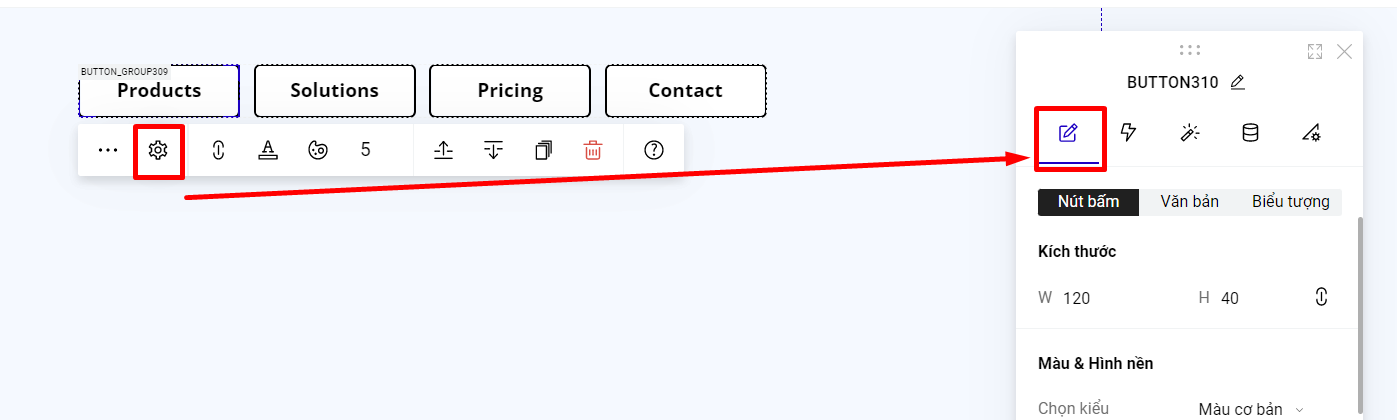 BUTTON_GROUP309
Products Solutions Pricing Contact
5
BUTTON310
Nút bấm Văn bản Biểu tượng
Kích thước
W 120 H 40
Màu & Hình nền
Chọn kiểu Màu cơ bản